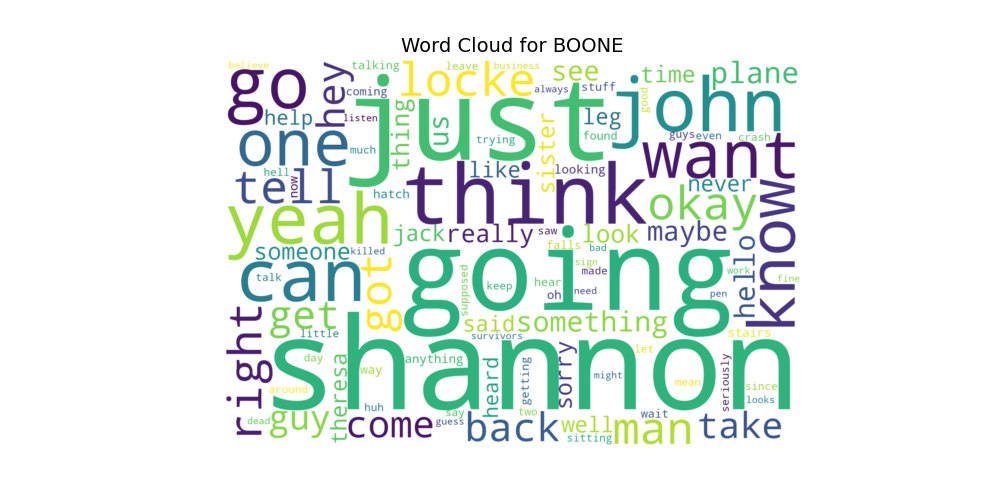 Word Cloud for BOONE
believe talking leave business
go hey coming locke always see stuff time plane
help listen just thing us trying found leg good john
one much sister guys even crash want
hell now tell hatch like looking never know
yeah think okay
jack really saw look maybe
someone killed falls bad hello
talk can got going supposed keep hear oh sign made need work pen fine
right get little said something survivors stairs
shannon
day way theresa anything heard getting sorry might let mean seriously since looks
around huh
dead guy come say guess back two well sitting man wait take